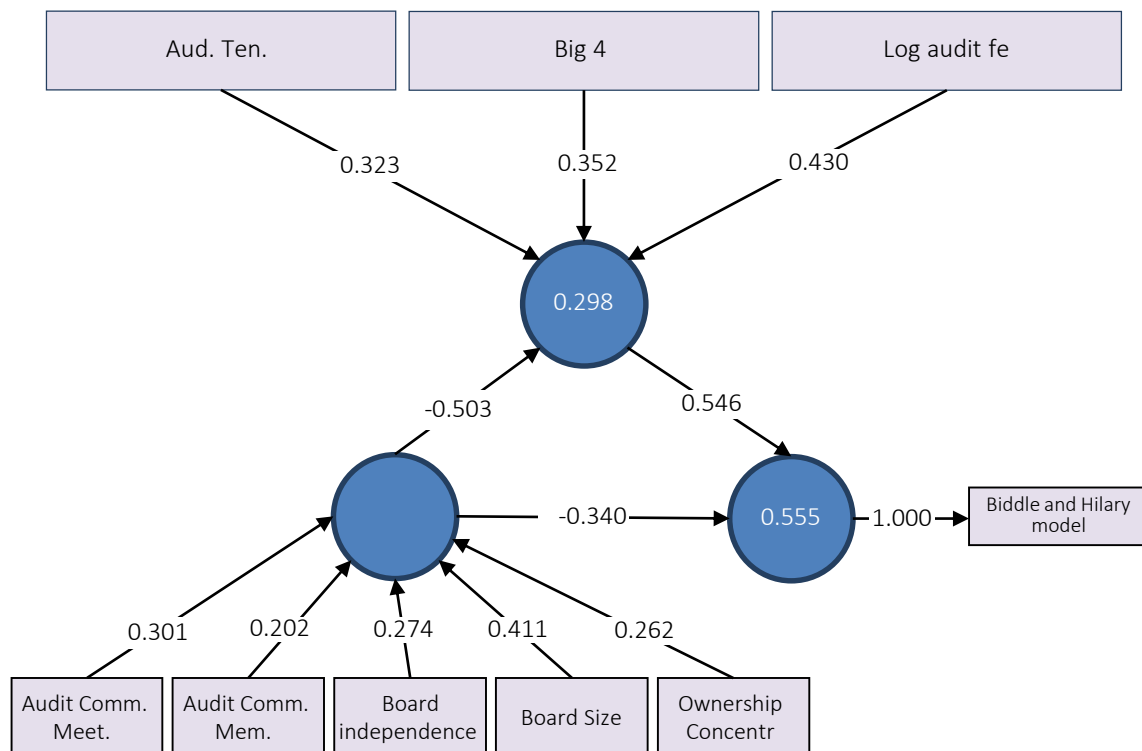 Aud. Ten.
Big 4
Log audit fe
0.323
0.352
0.430
0.298
-0.503
0.546
-0.340
0.555
1.000
Biddle and Hilary
model
0.301
0.202
0.274
0.411
0.262
Audit Comm.
Meet.
Audit Comm.
Mem.
Board
independence
Board Size
Ownership
Concentr